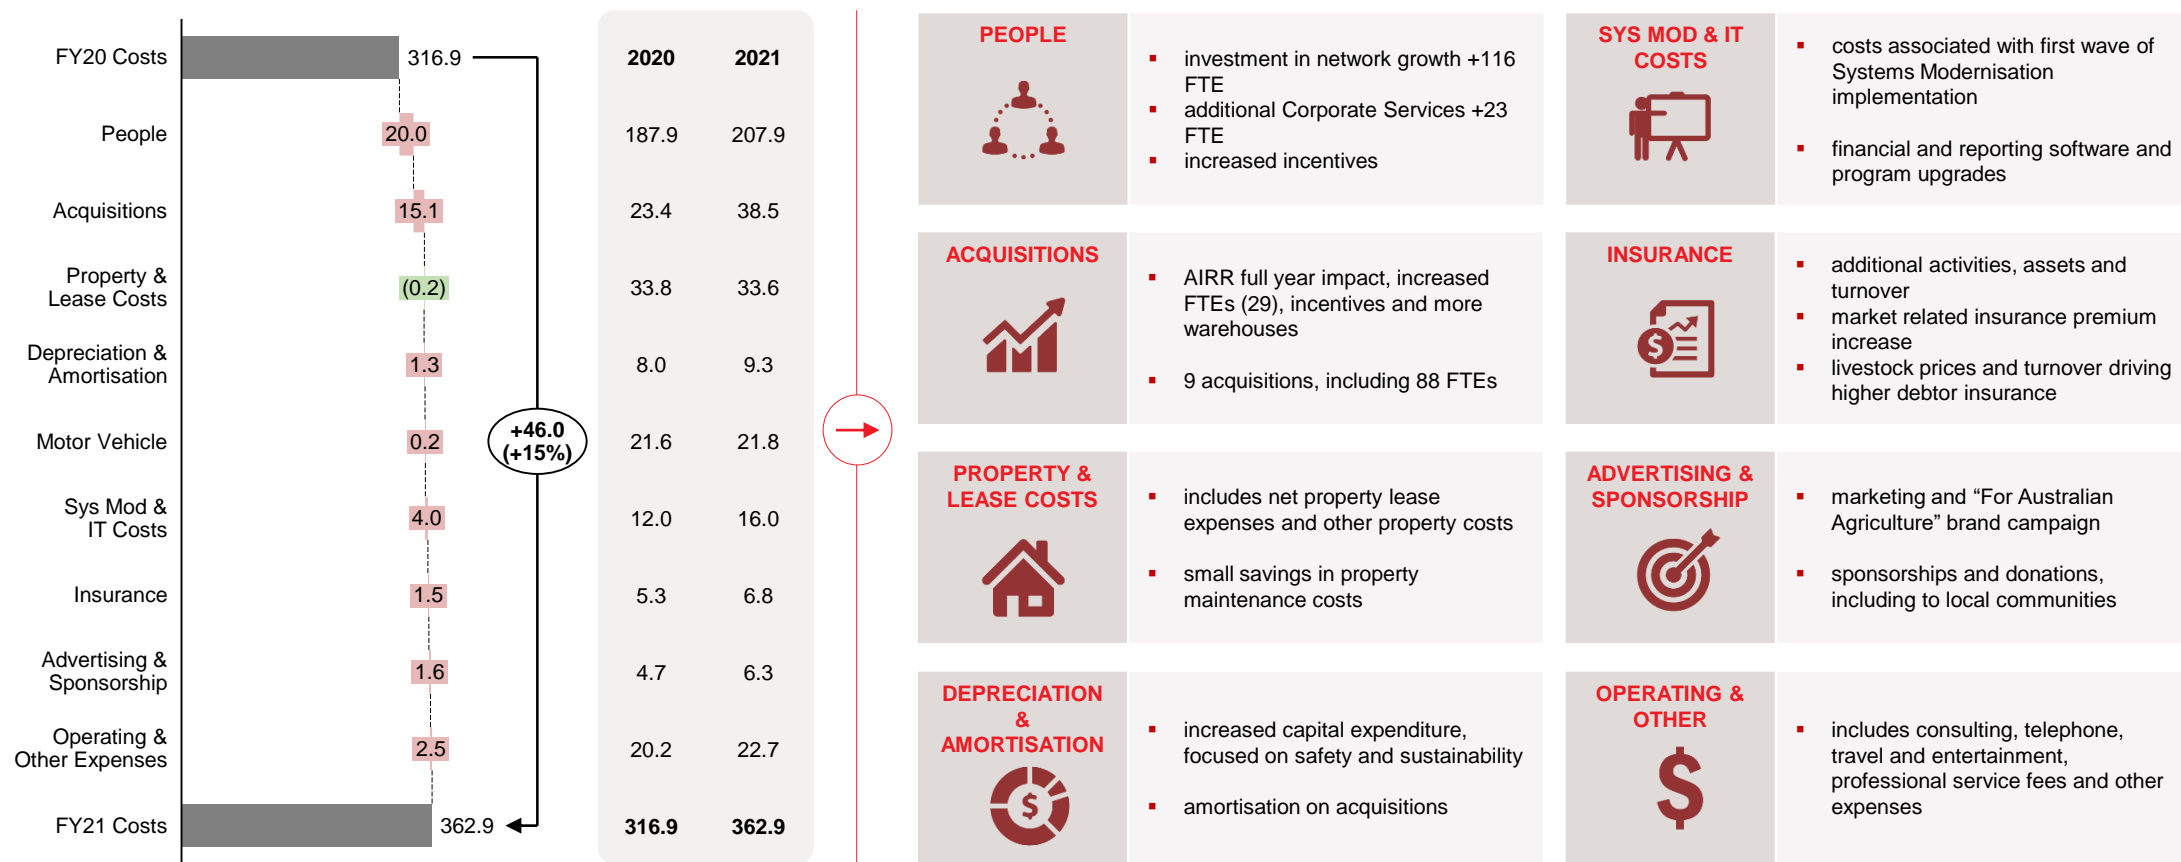 FY20 Costs 316.9 2020 2021
People 20.0 187.9 207.9
Acquisitions 15.1 23.4 38.5
Property &
Lease Costs (0.2) 33.8 33.6
Depreciation &
Amortisation 1.3 8.0 9.3
Motor Vehicle 0.2 21.6 21.8
+46.0
(+15%)
Sys Mod &
IT Costs 4.0 12.0 16.0
Insurance 1.5 5.3 6.8
Advertising &
Sponsorship 1.6 4.7 6.3
Operating &
Other Expenses 2.5 20.2 22.7
FY21 Costs 362.9 316.9 362.9
PEOPLE
▪ investment in network growth +116
FTE
▪ additional Corporate Services +23
FTE
▪ increased incentives
ACQUISITIONS
▪ AIRR full year impact, increased
FTEs (29), incentives and more
warehouses
▪ 9 acquisitions, including 88 FTEs
PROPERTY &
LEASE COSTS
▪ includes net property lease
expenses and other property costs
▪ small savings in property
maintenance costs
DEPRECIATION
&
AMORTISATION
$
▪ increased capital expenditure,
focused on safety and sustainability
▪ amortisation on acquisitions
SYS MOD & IT
COSTS
▪ costs associated with first wave of
Systems Modernisation
implementation
▪ financial and reporting software and
program upgrades
INSURANCE
$
▪ additional activities, assets and
turnover
▪ market related insurance premium
increase
▪ livestock prices and turnover driving
higher debtor insurance
ADVERTISING &
SPONSORSHIP
▪ marketing and “For Australian
Agriculture” brand campaign
▪ sponsorships and donations,
including to local communities
OPERATING &
OTHER
$
▪ includes consulting, telephone,
travel and entertainment,
professional service fees and other
expenses